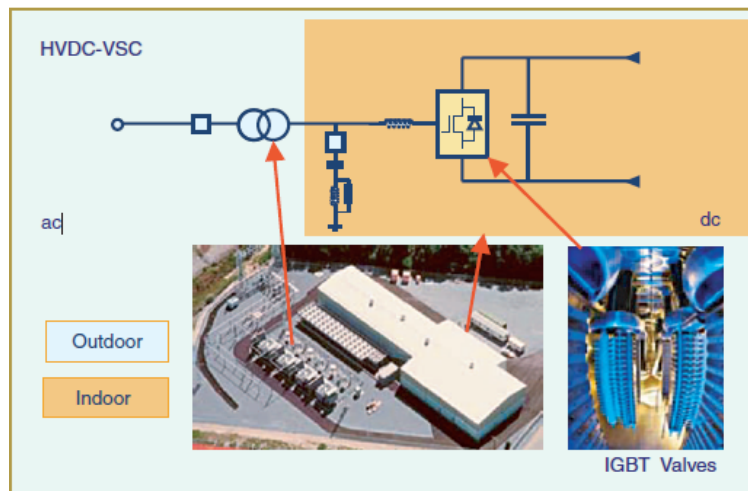 HVDC-VSC
ac
dc
Outdoor
Indoor
IGBT Valves